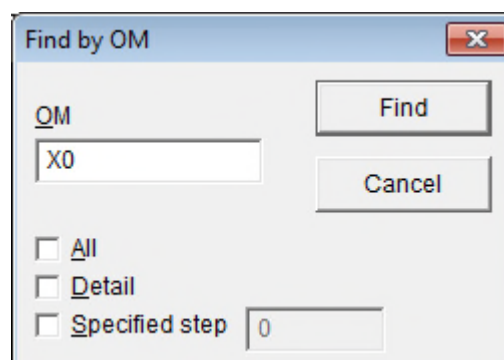 Find by OM
OM
Find
X0
Cancel
All
Detail
Specified step 0